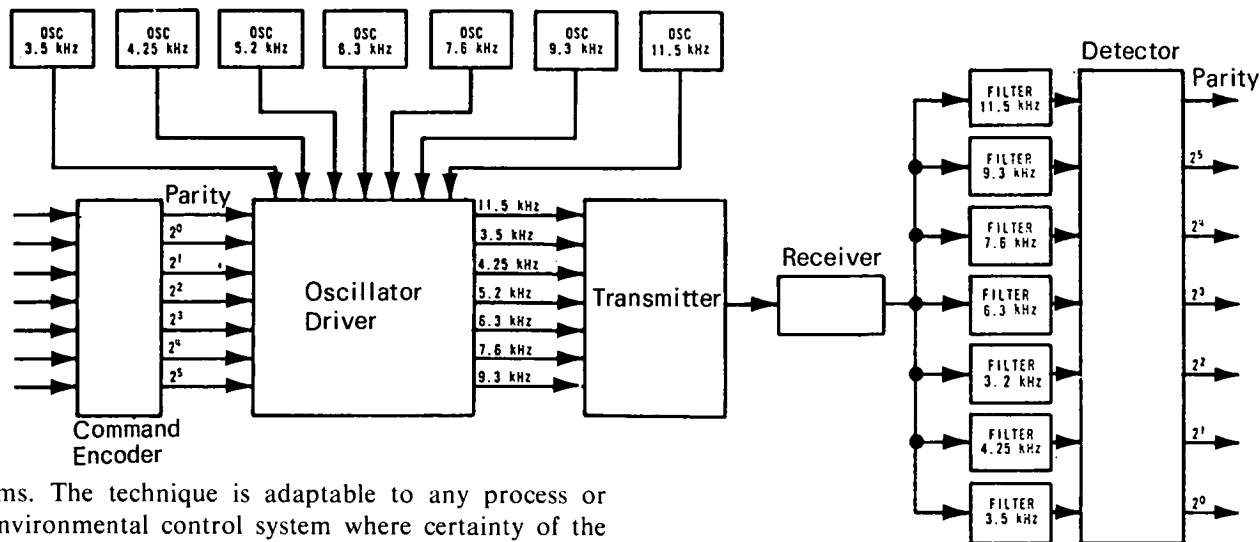 OSC
3.5 kHz
OSC
4.25 kHz
OSC
5.2 kHz
OSC
6.3 kHz
OSC
7.6 kHz
OSC
9.3 kHz
OSC
11.5 kHz
Parity
2⁰
2¹
2²
2³
2⁴
2⁵
Command
Encoder
Oscillator
Driver
11.5 kHz
3.5 kHz
4.25 kHz
5.2 kHz
6.3 kHz
7.6 kHz
9.3 kHz
Transmitter
Receiver
FILTER
11.5 kHz
FILTER
9.3 kHz
FILTER
7.6 kHz
FILTER
6.3 kHz
FILTER
3.2 kHz
FILTER
4.25 kHz
FILTER
3.5 kHz
Detector
Parity
2⁵
2⁴
2³
2²
2¹
2⁰
ms. The technique is adaptable to any process or
nvironmental control system where certainty of the